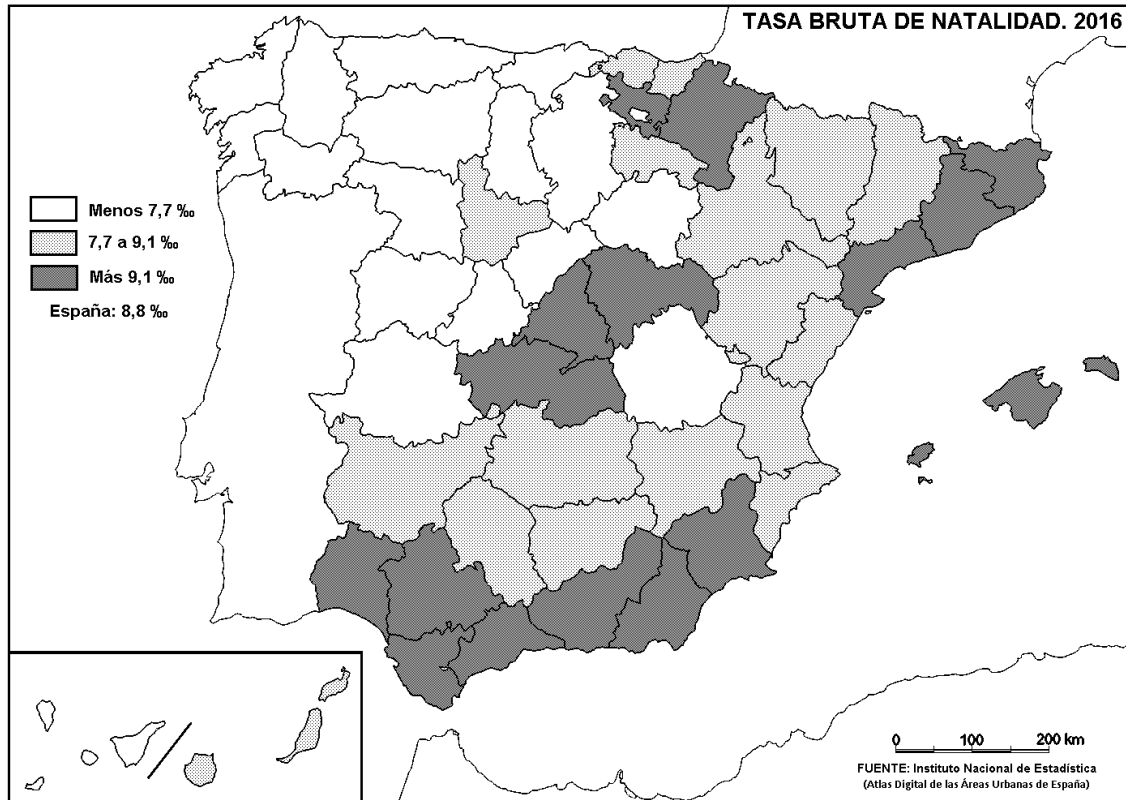 TASA BRUTA DE NATALIDAD. 2016
Menos 7,7 ‰
7,7 a 9,1 ‰
Más 9,1 ‰
España: 8,8 ‰
0 100 200 km
FUENTE: Instituto Nacional de Estadística
(Atlas Digital de las Áreas Urbanas de España)